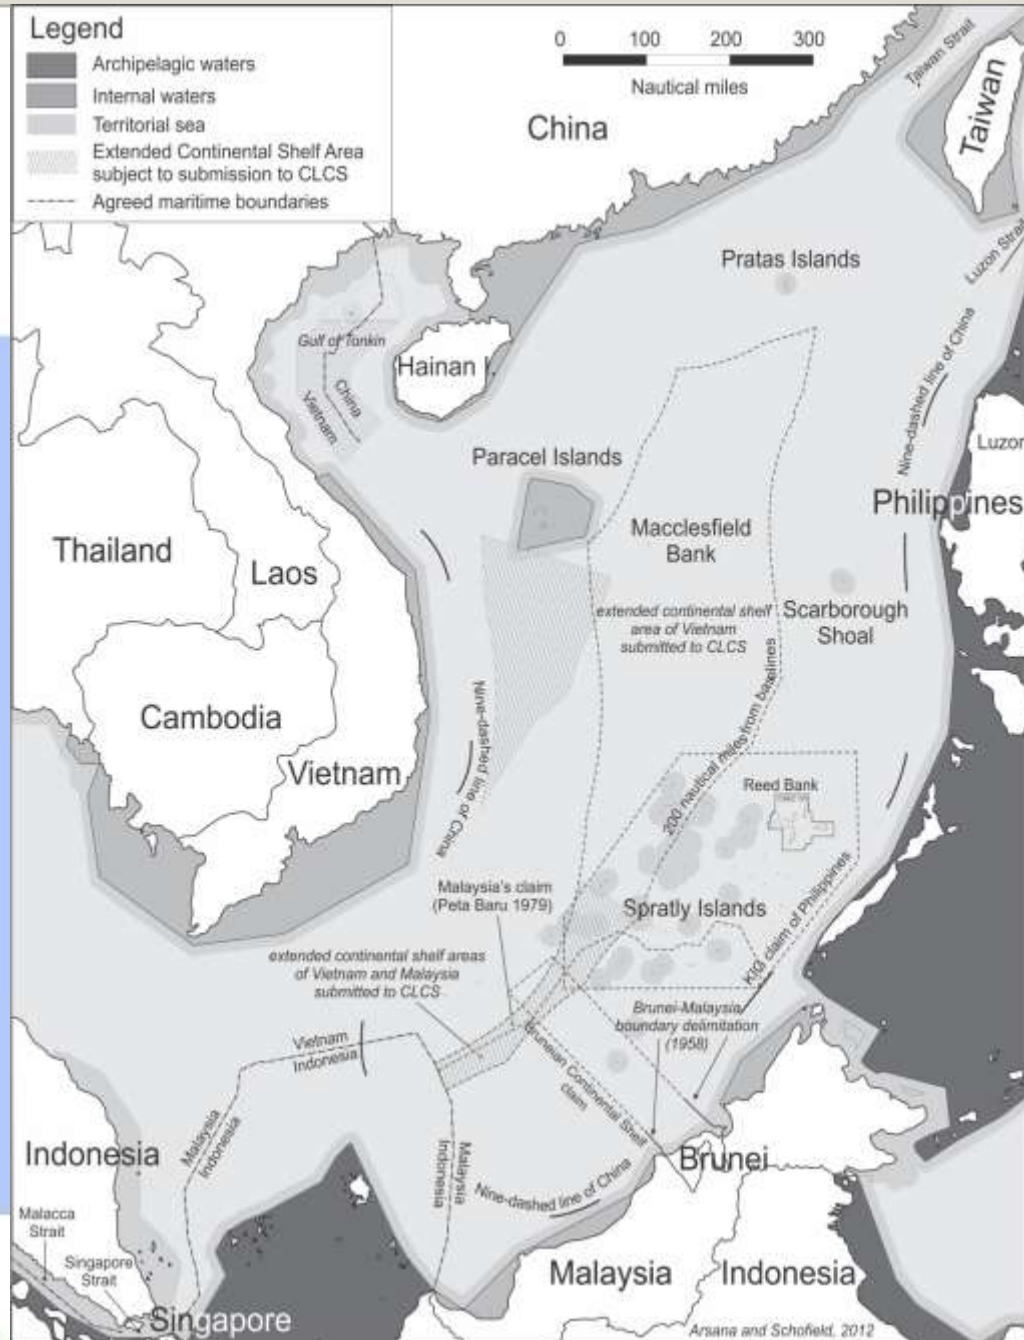 Legend
Archipelagic waters
Internal waters
Territorial sea
Extended Continental Shelf Area
subject to submission to CLCS
Agreed maritime boundaries
0 100 200 300
Nautical miles
China
Taiwan Strait
Taiwan
Luzon Strait
Pratas Islands
Gulf of Tonkin
Hainan I.
China
Vietnam
Nine-dashed line of China
Luzon
Paracel Islands
Philippines
Macclesfield
Bank
Thailand
Laos
extended continental shelf
area of Vietnam
submitted to CLCS
Scarborough
Shoal
Cambodia
Vietnam
Nine-dashed line of China
200 nautical miles from baselines
Reed Bank
Malaysia's claim
(Peta Baru 1979)
Spratly Islands
KIG claim of Philippines
extended continental shelf areas
of Vietnam and Malaysia
submitted to CLCS
Brunei-Malaysia
boundary delimitation
(1958)
Vietnam
Indonesia
Bruneian Continental Shelf
claim
Malaysia
Indonesia
Malaysia
Indonesia
Indonesia
Brunei
Nine-dashed line of China
Malacca
Strait
Singapore
Strait
Singapore
Malaysia
Indonesia
Arsana and Schofield, 2012